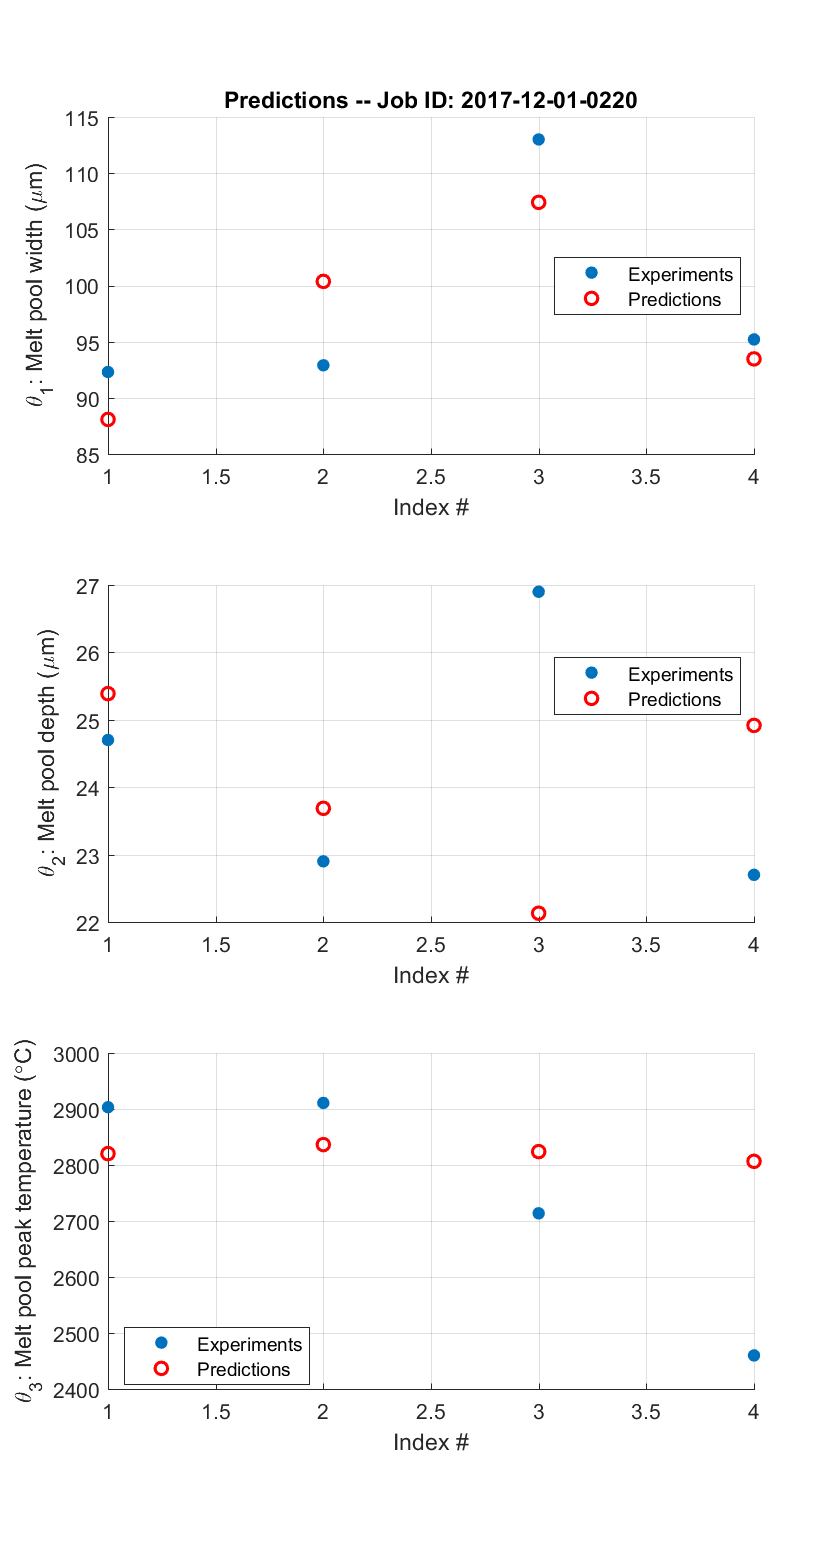 Predictions -- Job ID: 2017-12-01-0220
θ1: Melt pool width (μm)
115
110
105
100
95
90
85
Experiments
Predictions
1 1.5 2 2.5 3 3.5 4
Index #
θ2: Melt pool depth (μm)
27
26
25
24
23
22
Experiments
Predictions
1 1.5 2 2.5 3 3.5 4
Index #
θ3: Melt pool peak temperature (°C)
3000
2900
2800
2700
2600
2500
2400
Experiments
Predictions
1 1.5 2 2.5 3 3.5 4
Index #